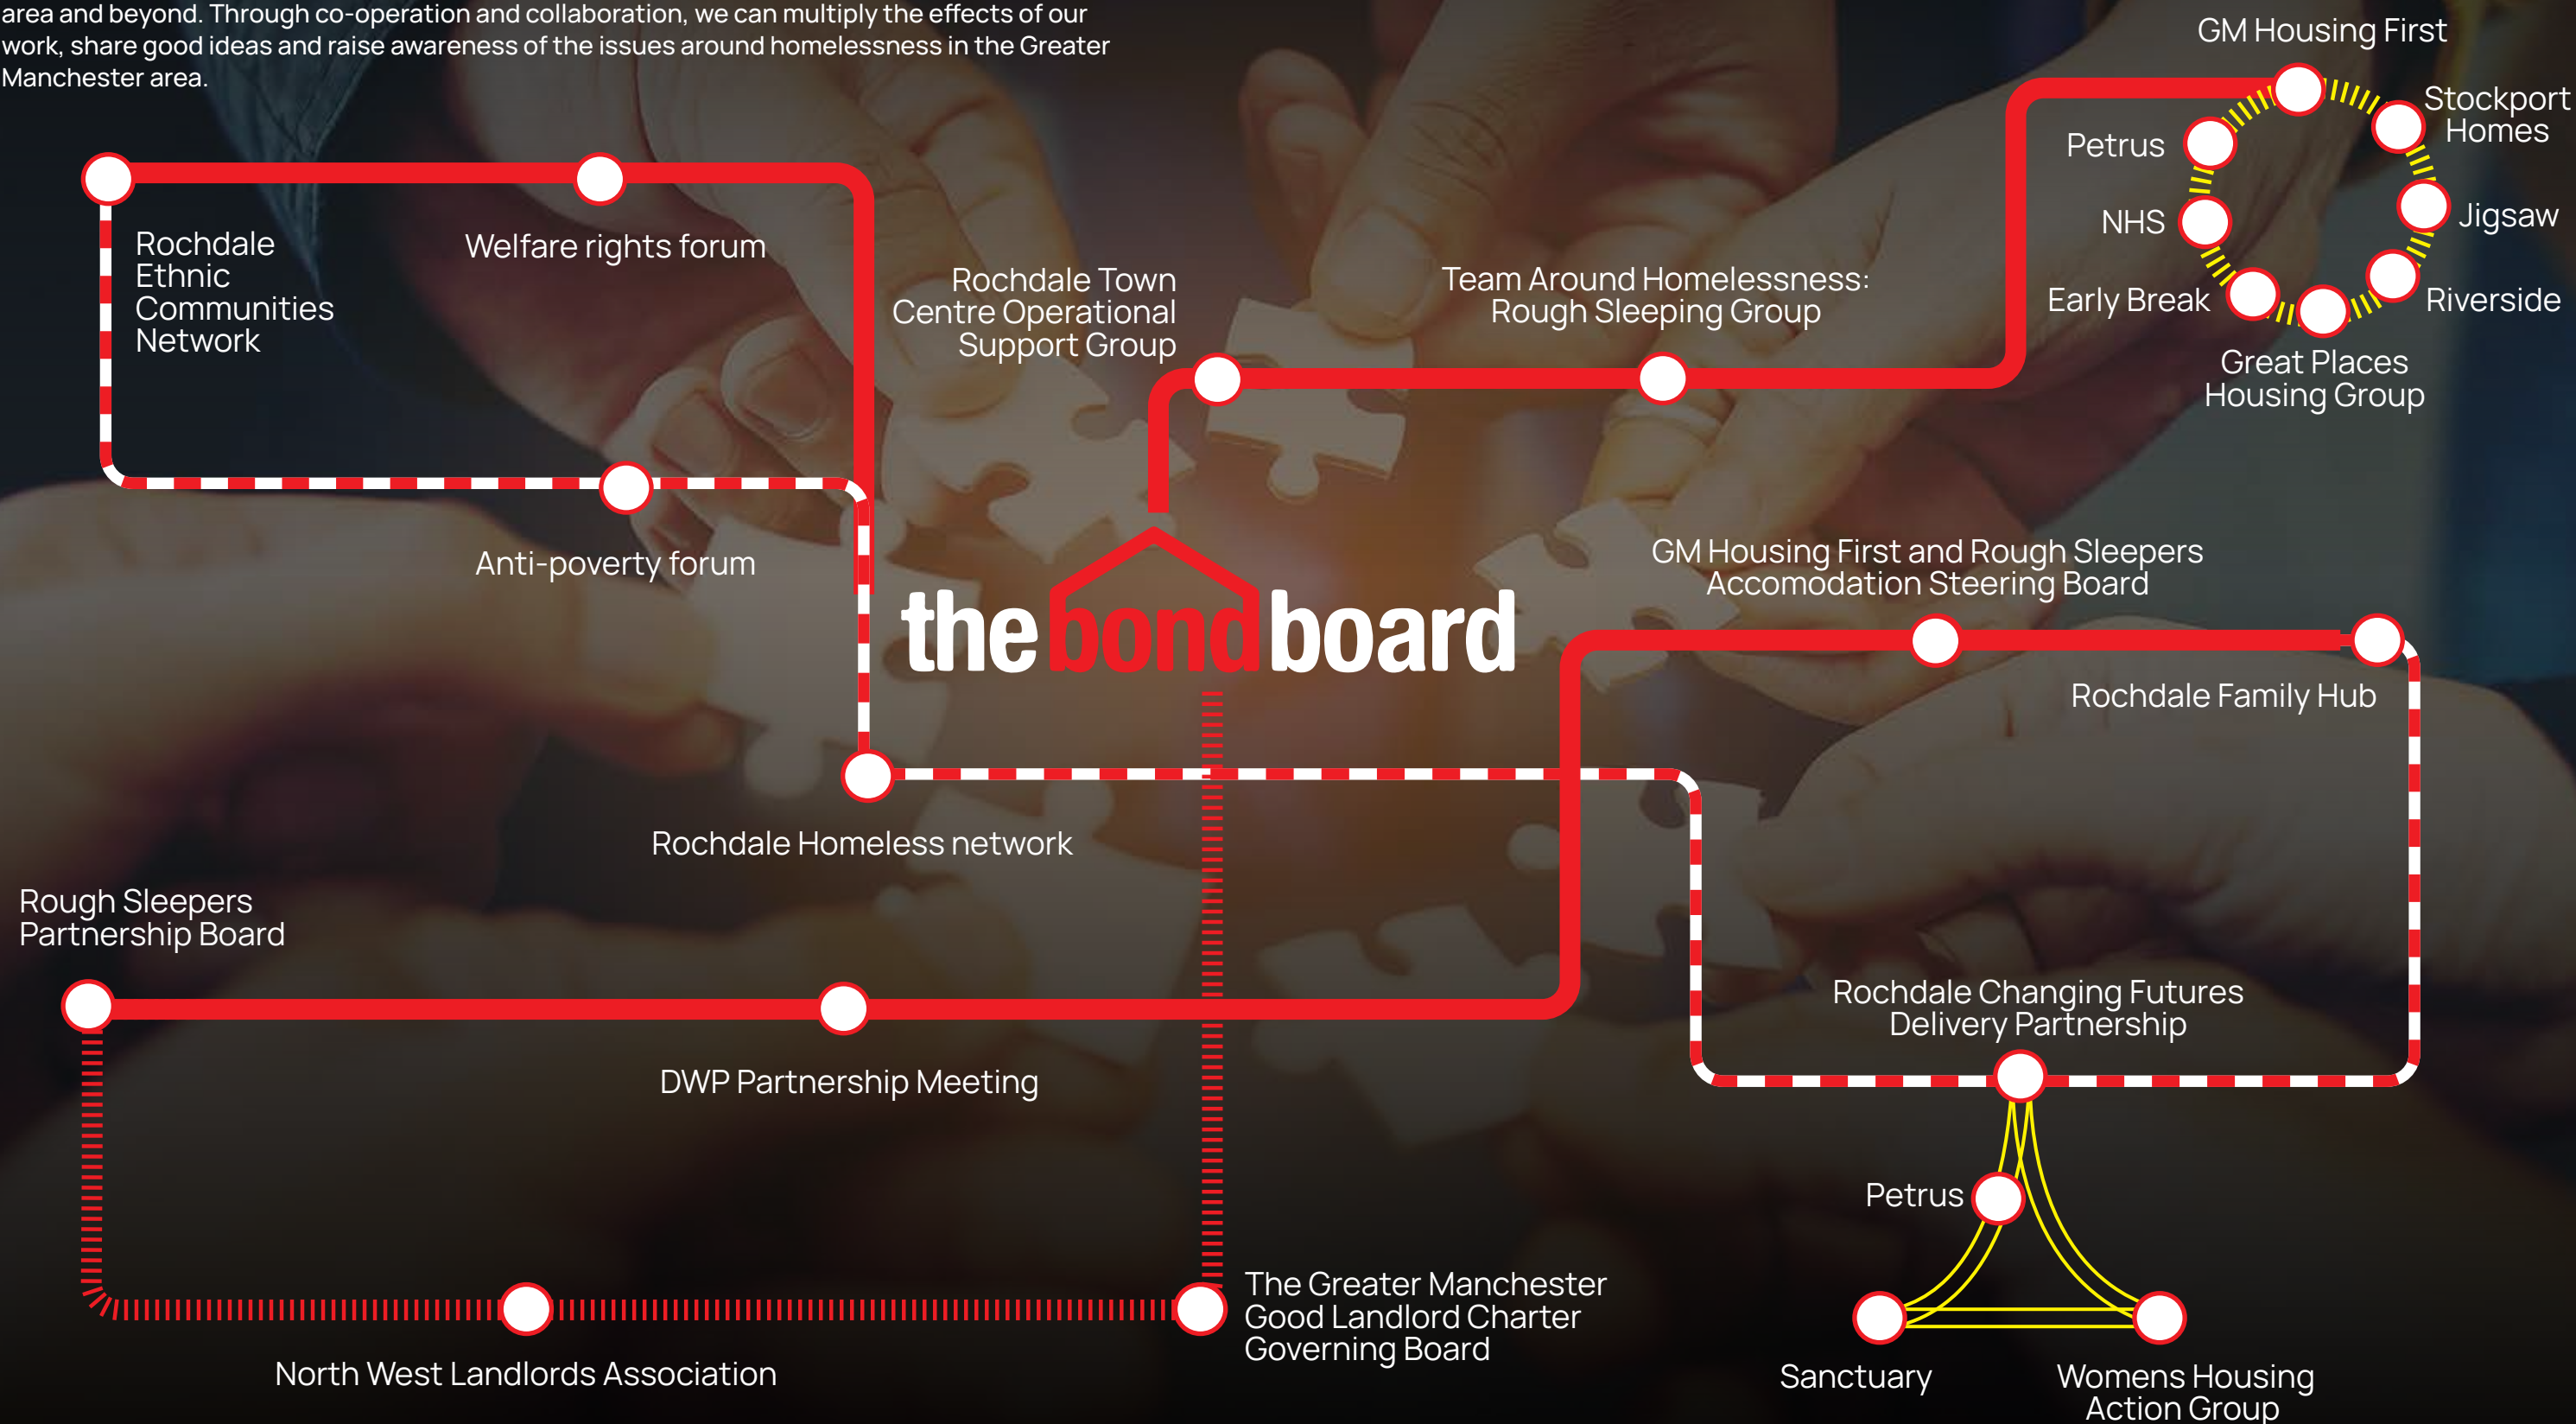 area and beyond. Through co-operation and collaboration, we can multiply the effects of our
work, share good ideas and raise awareness of the issues around homelessness in the Greater
Manchester area.
GM Housing First
Stockport
Homes
Petrus
NHS
Jigsaw
Early Break
Riverside
Great Places
Housing Group
Rochdale
Ethnic
Communities
Network
Welfare rights forum
Rochdale Town
Centre Operational
Support Group
Team Around Homelessness:
Rough Sleeping Group
Anti-poverty forum
thebondboard
GM Housing First and Rough Sleepers
Accomodation Steering Board
Rochdale Family Hub
Rochdale Homeless network
Rough Sleepers
Partnership Board
DWP Partnership Meeting
Rochdale Changing Futures
Delivery Partnership
Petrus
Sanctuary
Womens Housing
Action Group
The Greater Manchester
Good Landlord Charter
Governing Board
North West Landlords Association